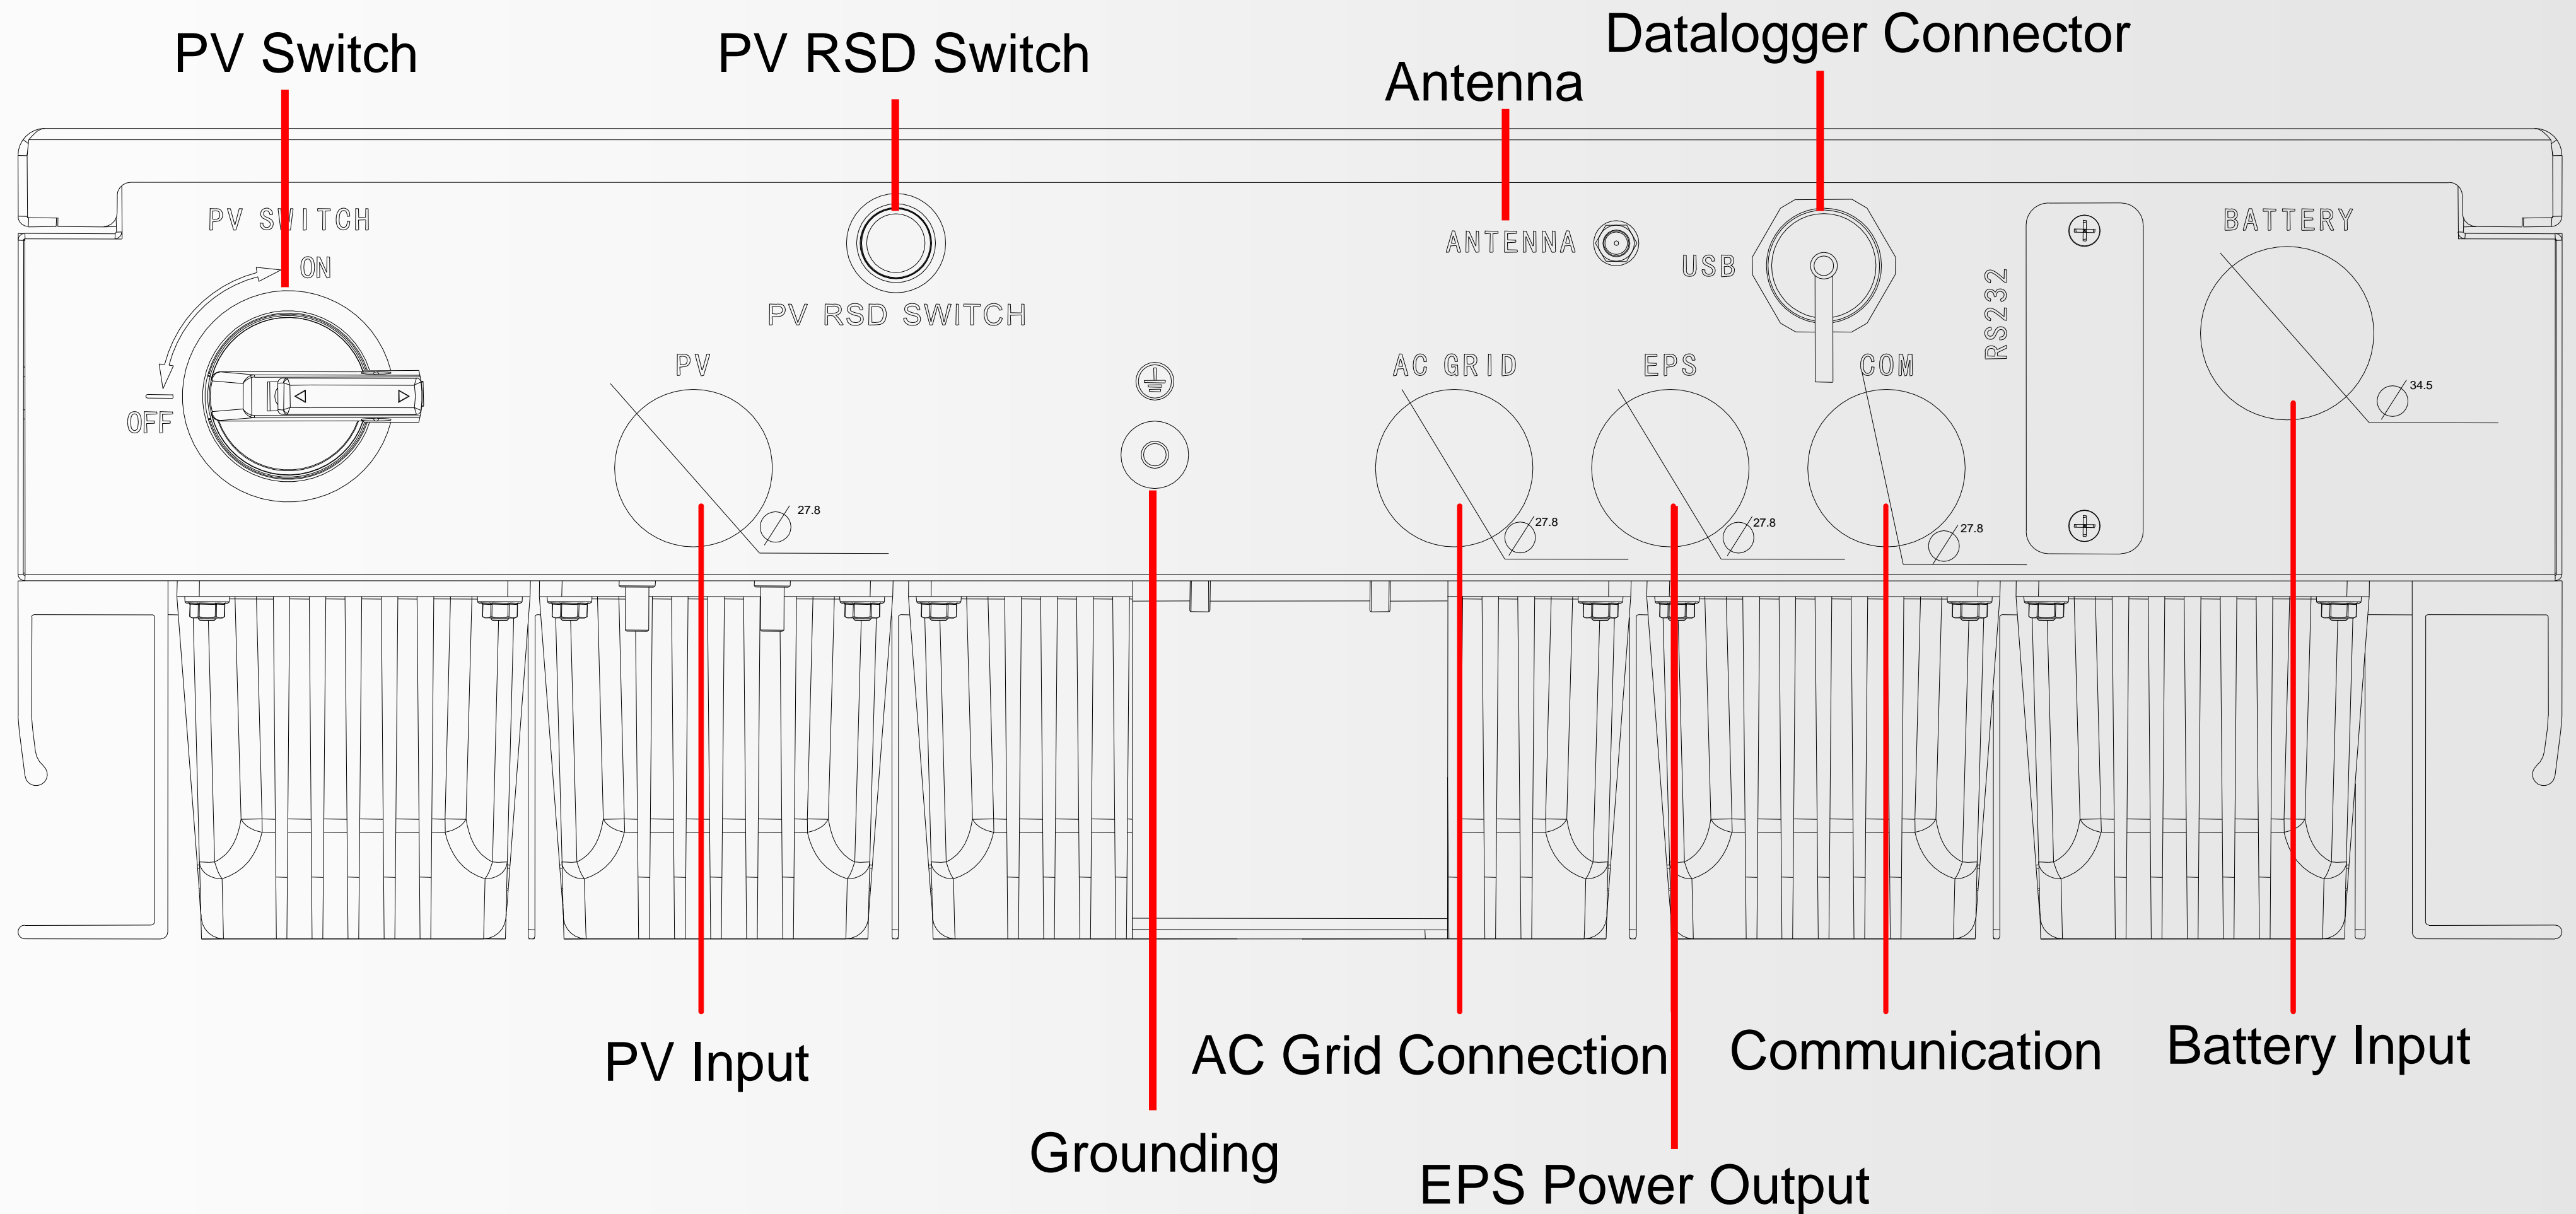 PV Switch
PV RSD Switch
Antenna
Datalogger Connector
PV SWITCH
ON
OFF
PV RSD SWITCH
ANTENNA
USB
RS232
BATTERY
34.5
PV
27.8
AC GRID
27.8
EPS
27.8
COM
27.8
PV Input
Grounding
AC Grid Connection
EPS Power Output
Communication
Battery Input